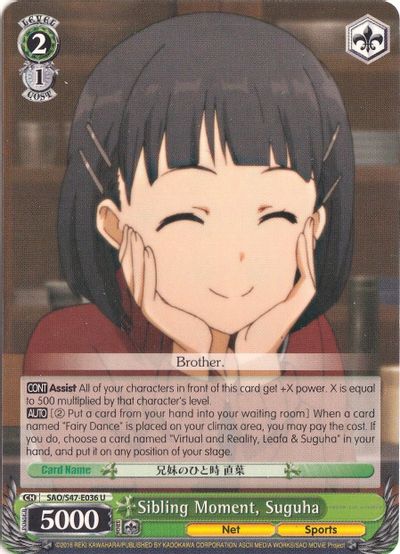 LEVEL
2
1
COST
Brother.
CONT Assist All of your characters in front of this card get +X power. X is equal
to 500 multiplied by that character's level.
AUTO [② Put a card from your hand into your waiting room] When a card
named "Fairy Dance" is placed on your climax area, you may pay the cost. If
you do, choose a card named "Virtual and Reality, Leafa & Suguha" in your
hand, and put it on any position of your stage.
Card Name
兄妹のひと時 直葉
CH SAO/S47-E036 U
Sibling Moment, Suguha
POWER
5000
Net
Sports
©2016 REKI KAWAHARA/PUBLISHED BY KADOKAWA CORPORATION ASCII MEDIA WORKS/SAO MOVIE Project